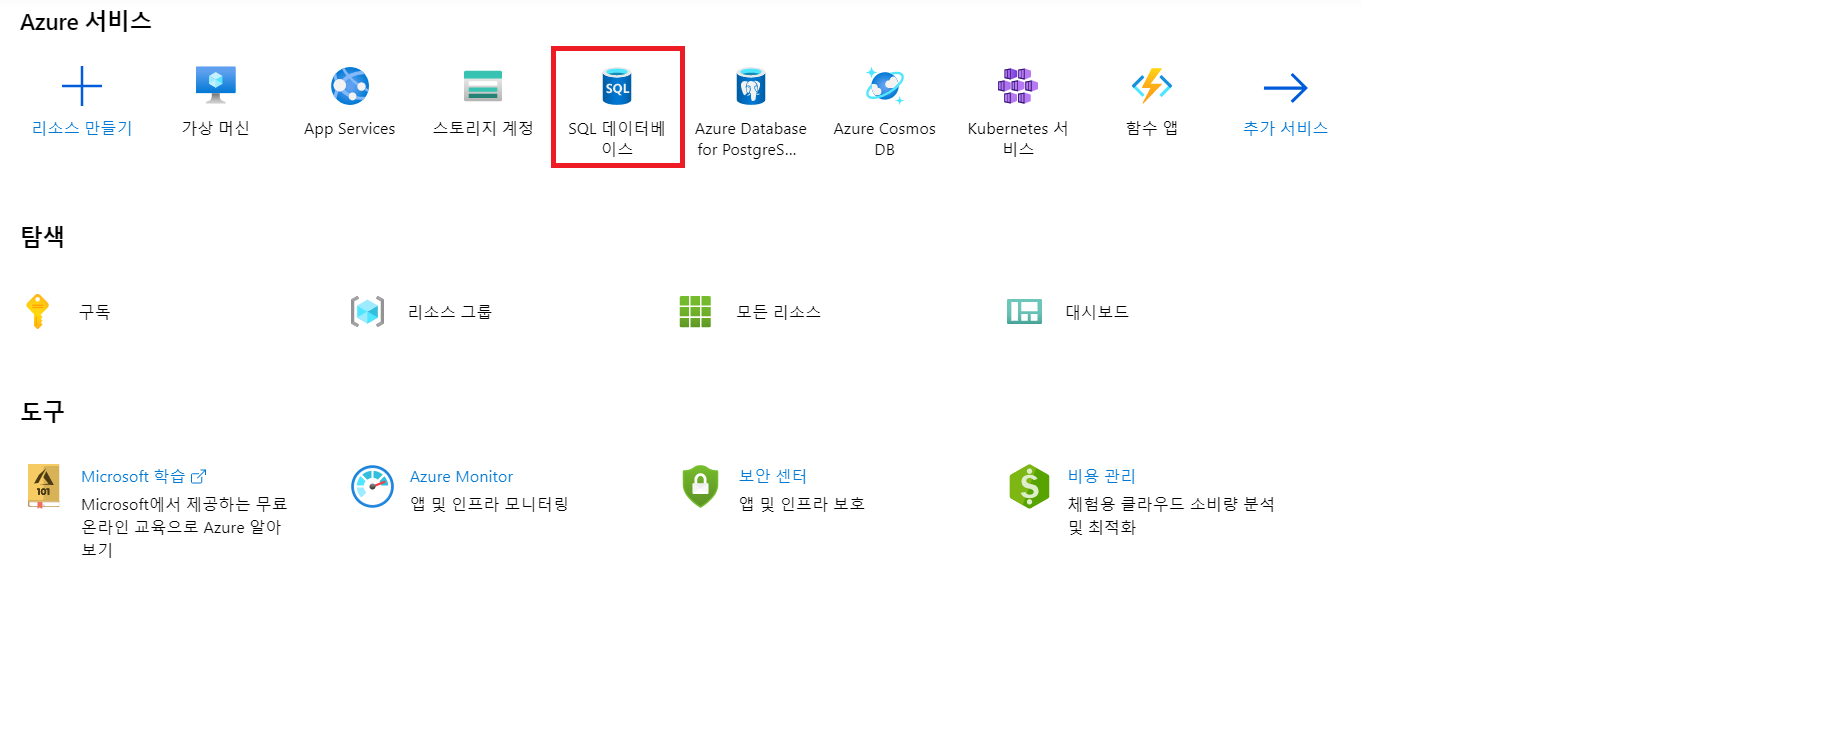 Azure 서비스
리소스 만들기
가상 머신
App Services
스토리지 계정
SQL
SQL 데이터베
이스
Azure Database
for PostgreS...
Azure Cosmos
DB
Kubernetes 서
비스
함수 앱
추가 서비스
탐색
구독
리소스 그룹
모든 리소스
대시보드
도구
101
Microsoft 학습
Microsoft에서 제공하는 무료
온라인 교육으로 Azure 알아
보기
Azure Monitor
앱 및 인프라 모니터링
보안 센터
앱 및 인프라 보호
$
비용 관리
체험용 클라우드 소비량 분석
및 최적화